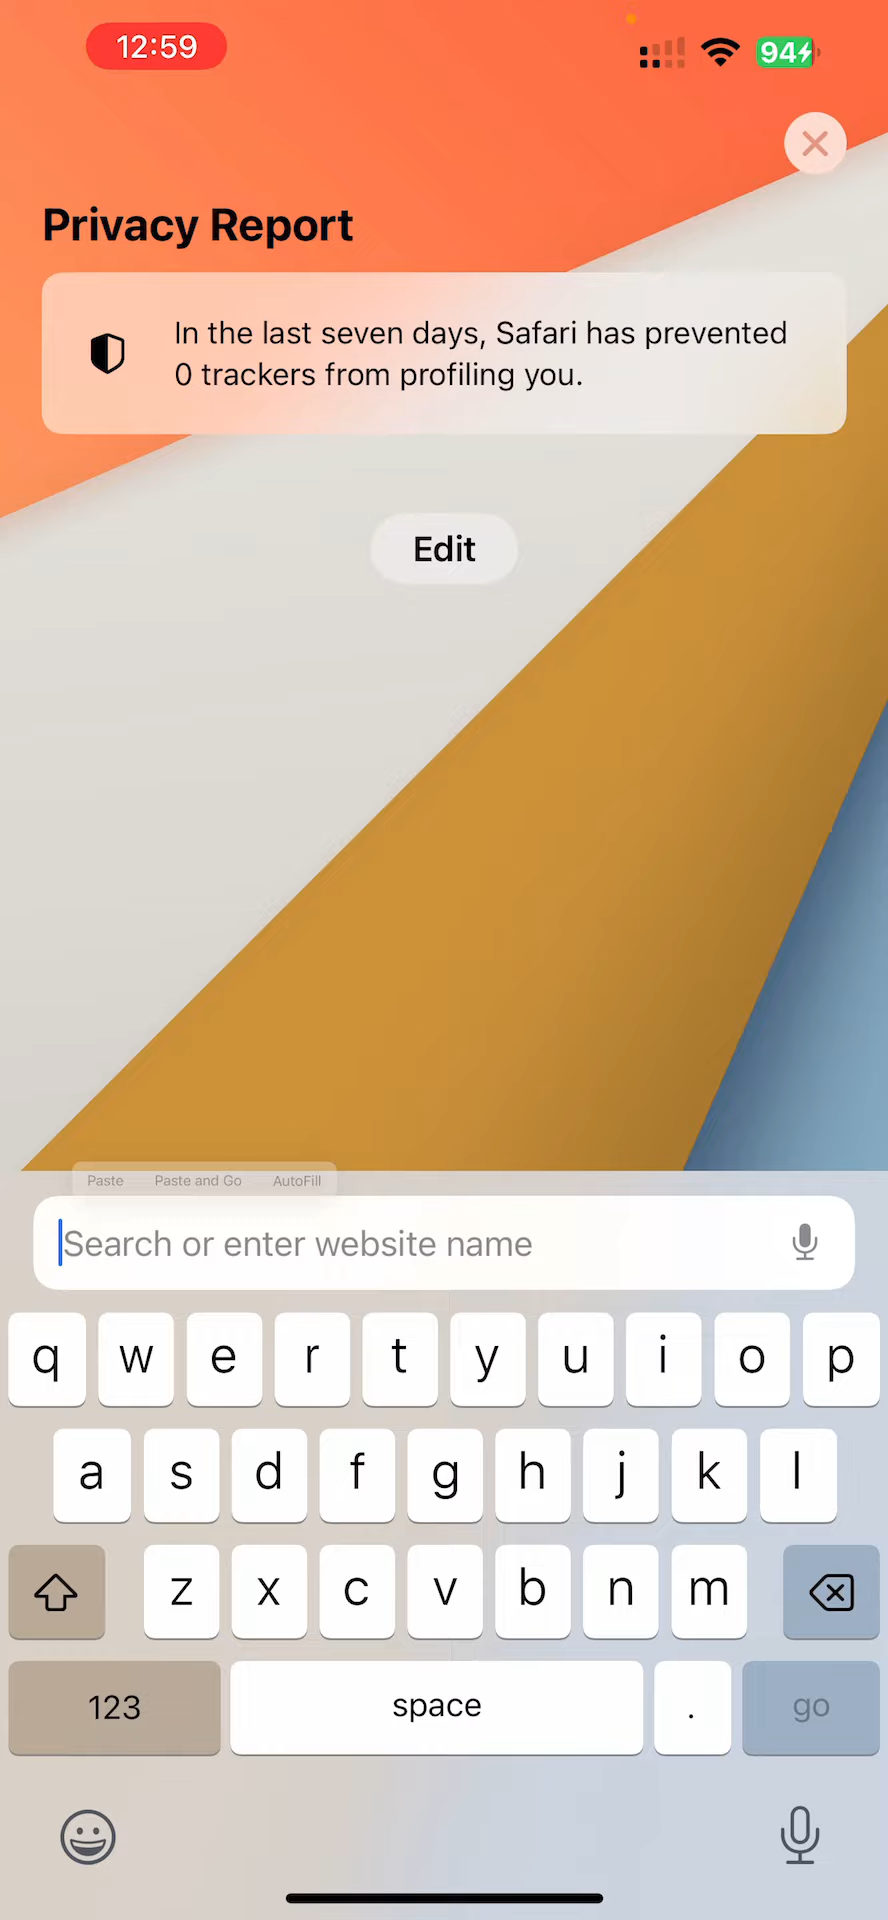 12:59
94
Privacy Report
In the last seven days, Safari has prevented
0 trackers from profiling you.
Edit
Paste Paste and Go AutoFill
Search or enter website name
q w e r t y u i o p
a s d f g h j k l
z x c v b n m
123 space . go